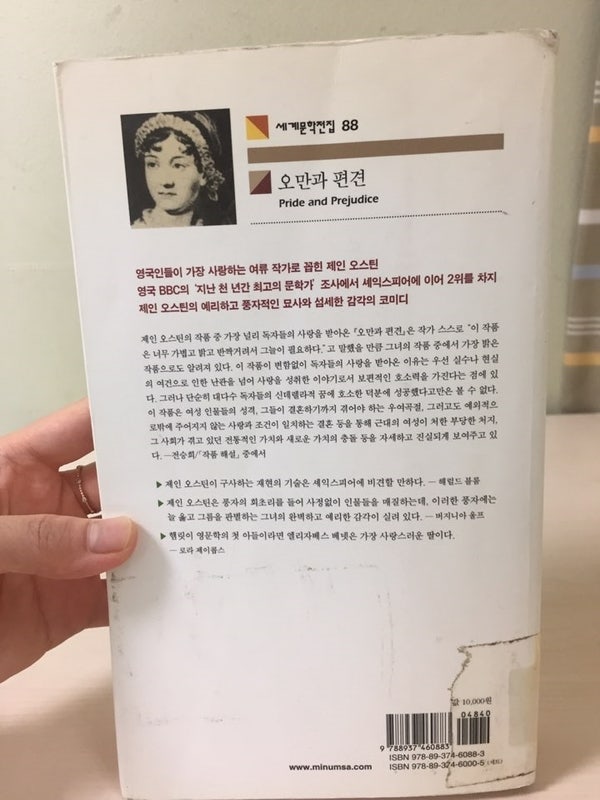 세계문학전집 88
오만과 편견
Pride and Prejudice
영국인들이 가장 사랑하는 여류 작가로 꼽힌 제인 오스틴
영국 BBC의 '지난 천 년간 최고의 문학가' 조사에서 셰익스피어에 이어 2위를 차지
제인 오스틴의 예리하고 풍자적인 묘사와 섬세한 감각의 코미디
제인 오스틴의 작품 중 가장 널리 독자들의 사랑을 받아온 『오만과 편견』은 작가 스스로 "이 작품
은 너무 가볍고 밝고 반짝거려서 그늘이 필요하다."고 말했을 만큼 그녀의 작품 중에서 가장 밝은
작품으로도 알려져 있다. 이 작품이 변함없이 독자들의 사랑을 받아온 이유는 우선 실수나 현실
의 여건으로 인한 난관을 넘어 사랑을 성취한 이야기로서 보편적인 호소력을 가진다는 점에 있
다. 그러나 단순히 대다수 독자들의 신데렐라적 꿈에 호소한 덕분에 성공했다고만은 볼 수 없다.
이 작품은 여성 인물들의 성격, 그들이 결혼하기까지 겪어야 하는 우여곡절, 그러고도 예외적으
로밖에 주어지지 않는 사랑과 조건이 일치하는 결혼 등을 통해 근대의 여성이 처한 부당한 처지,
그 사회가 겪고 있던 전통적인 가치와 새로운 가치의 충돌 등을 자세하고 진실되게 보여주고 있
다. —전승희/「작품 해설」 중에서
▶ 제인 오스틴이 구사하는 재현의 기술은 셰익스피어에 비견할 만하다. — 해럴드 블룸
▶ 제인 오스틴은 풍자의 회초리를 들어 사정없이 인물들을 매질하는데, 이러한 풍자에는
늘 옳고 그름을 판별하는 그녀의 완벽하고 예리한 감각이 실려 있다. — 버지니아 울프
▶ 햄릿이 영문학의 첫 아들이라면 엘리자베스 베넷은 가장 사랑스러운 딸이다.
— 로라 제이콥스
값 10,000원
04840
9 788937 460883
ISBN 978-89-374-6088-3
www.minumsa.com
ISBN 978-89-374-6000-5 (세트)